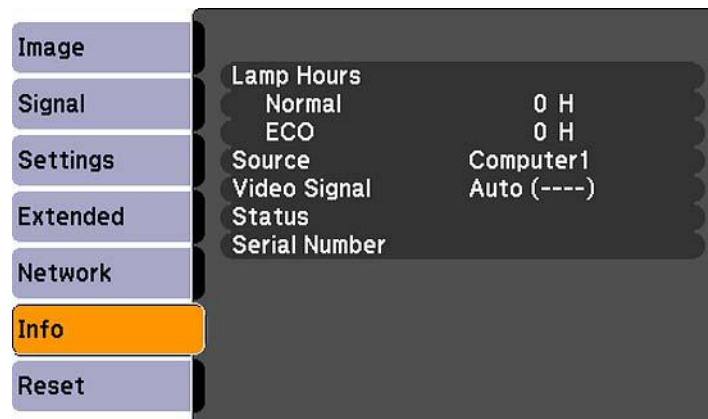 Image
Signal
Settings
Extended
Network
Info
Reset
Lamp Hours
Normal 0 H
ECO 0 H
Source Computer1
Video Signal Auto (----)
Status
Serial Number